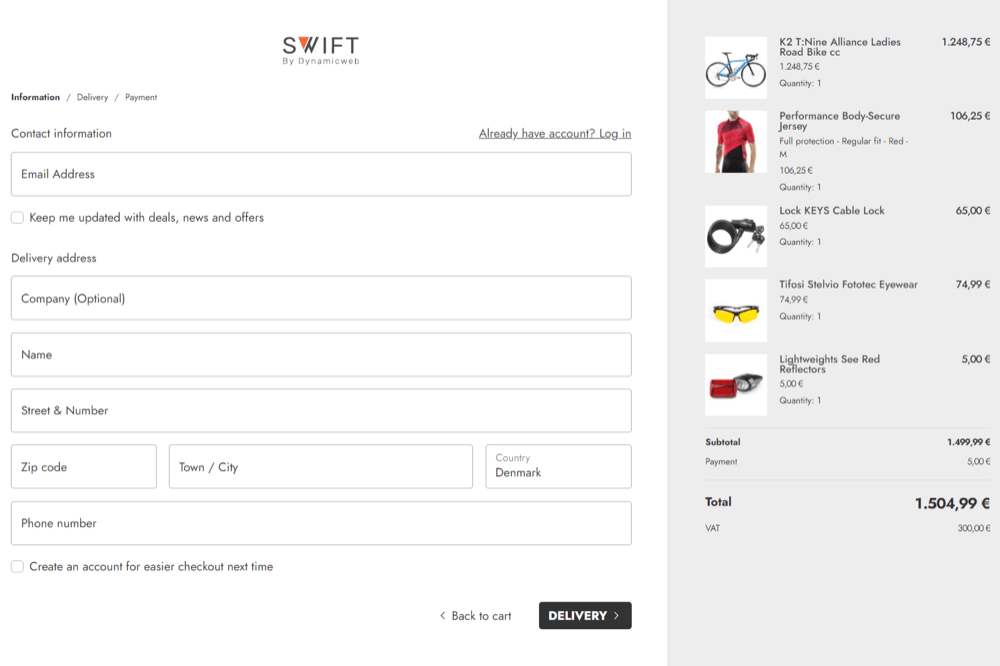 SWIFT
By Dynamicweb
Information / Delivery / Payment
Contact information
Already have account? Log in
Email Address
Keep me updated with deals, news and offers
Delivery address
Company (Optional)
Name
Street & Number
Zip code
Town / City
Country
Denmark
Phone number
Create an account for easier checkout next time
< Back to cart
DELIVERY >
K2 T:Nine Alliance Ladies
Road Bike cc
1.248,75 €
1.248,75 €
Quantity: 1
Performance Body-Secure
Jersey
106,25 €
Full protection - Regular fit - Red -
M
106,25 €
Quantity: 1
Lock KEYS Cable Lock
65,00 €
65,00 €
Quantity: 1
Tifosi Stelvio Fototec Eyewear
74,99 €
74,99 €
Quantity: 1
Lightweights See Red
Reflectors
5,00 €
5,00 €
Quantity: 1
Subtotal
1.499,99 €
Payment
5,00 €
Total
1.504,99 €
VAT
300,00 €